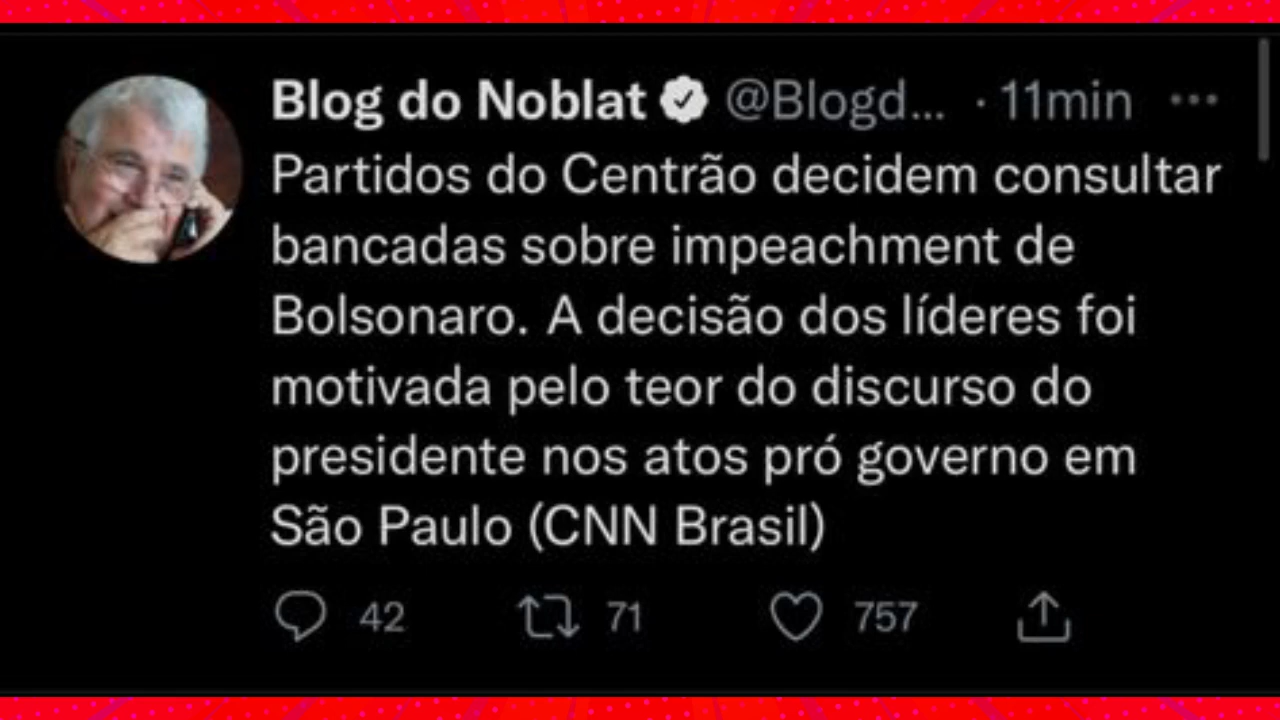 Blog do Noblat @Blogd... · 11min
Partidos do Centrão decidem consultar
bancadas sobre impeachment de
Bolsonaro. A decisão dos líderes foi
motivada pelo teor do discurso do
presidente nos atos pró governo em
São Paulo (CNN Brasil)
42 71 757